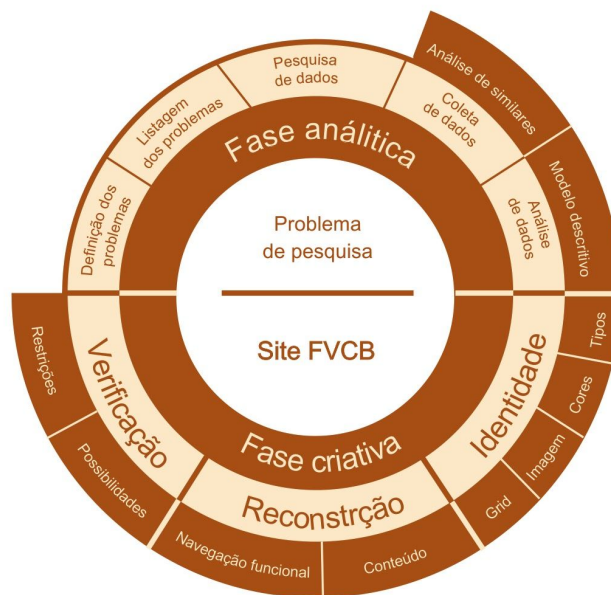 Análise de similares
Pesquisa
de dados
Listagem
dos problemas
Coleta
de dados
Fase análitica
Definição dos
problemas
Análise
de dados
Modelo descritivo
Problema
de pesquisa
Site FVCB
Restrições
Verificação
Possibilidades
Fase criativa
Identidade
Tipos
Cores
Imagem
Grid
Reconstrção
Navegação funcional
Conteúdo